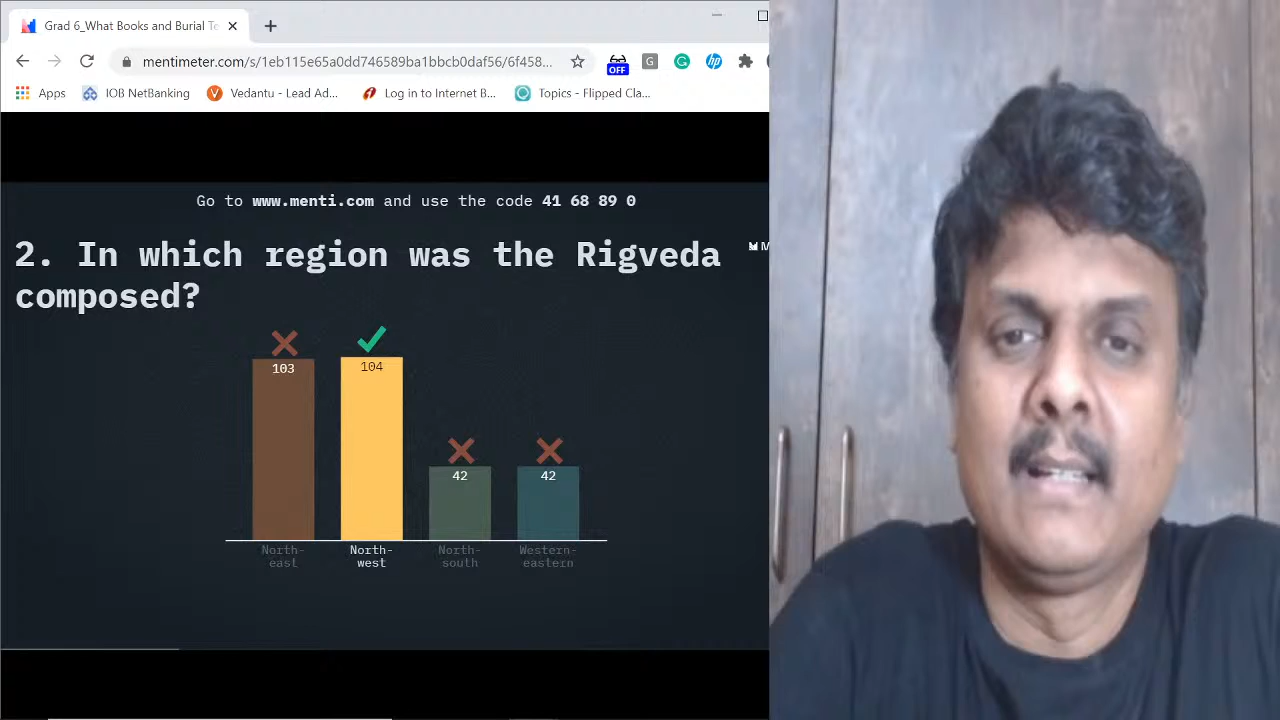 Grad 6_What Books and Burial Te
mentimeter.com/s/1eb115e65a0dd746589ba1bbcb0daf56/6f458...
OFF
G
G
hp
Apps
IOB NetBanking
Vedantu - Lead Ad...
Log in to Internet B...
Topics - Flipped Cla...
Go to www.menti.com and use the code 41 68 89 0
2. In which region was the Rigveda
composed?
M
103
104
42
42
North-
east
North-
west
North-
south
Western-
eastern